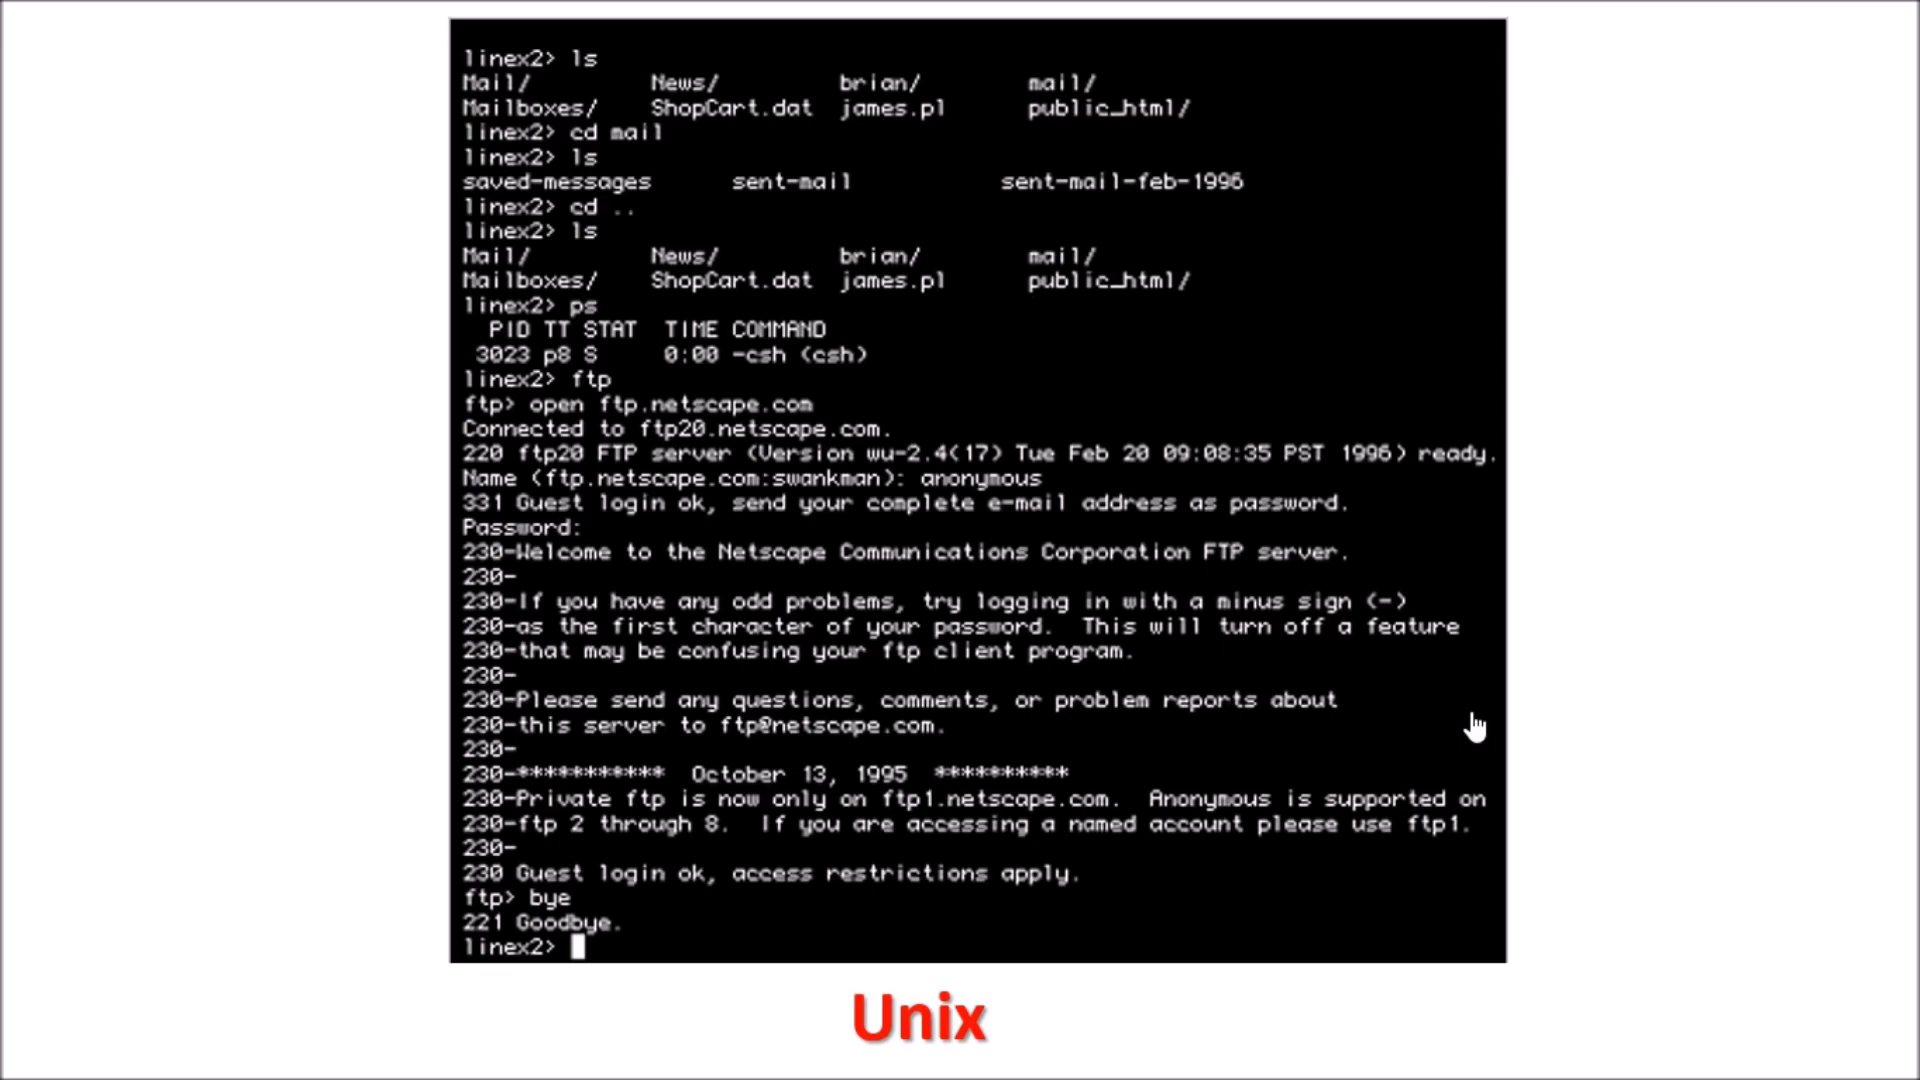 linex2> ls
Mail/ News/ brian/ mail/
Mailboxes/ ShopCart.dat james.pl public_html/
linex2> cd mail
linex2> ls
saved-messages sent-mail sent-mail-feb-1996
linex2> cd ..
linex2> ls
Mail/ News/ brian/ mail/
Mailboxes/ ShopCart.dat james.pl public_html/
linex2> ps
PID TT STAT TIME COMMAND
3023 p8 S 0:00 -csh (csh)
linex2> ftp
ftp> open ftp.netscape.com
Connected to ftp20.netscape.com.
220 ftp20 FTP server (Version wu-2.4(17) Tue Feb 20 09:08:35 PST 1996) ready.
Name (ftp.netscape.com:swankman): anonymous
331 Guest login ok, send your complete e-mail address as password.
Password:
230-Welcome to the Netscape Communications Corporation FTP server.
230-
230-If you have any odd problems, try logging in with a minus sign (-)
230-as the first character of your password. This will turn off a feature
230-that may be confusing your ftp client program.
230-
230-Please send any questions, comments, or problem reports about
230-this server to ftp@netscape.com.
230-
230-*********** October 13, 1995 **********
230-Private ftp is now only on ftp1.netscape.com. Anonymous is supported on
230-ftp 2 through 8. If you are accessing a named account please use ftp1.
230-
230 Guest login ok, access restrictions apply.
ftp> bye
221 Goodbye.
linex2>
Unix